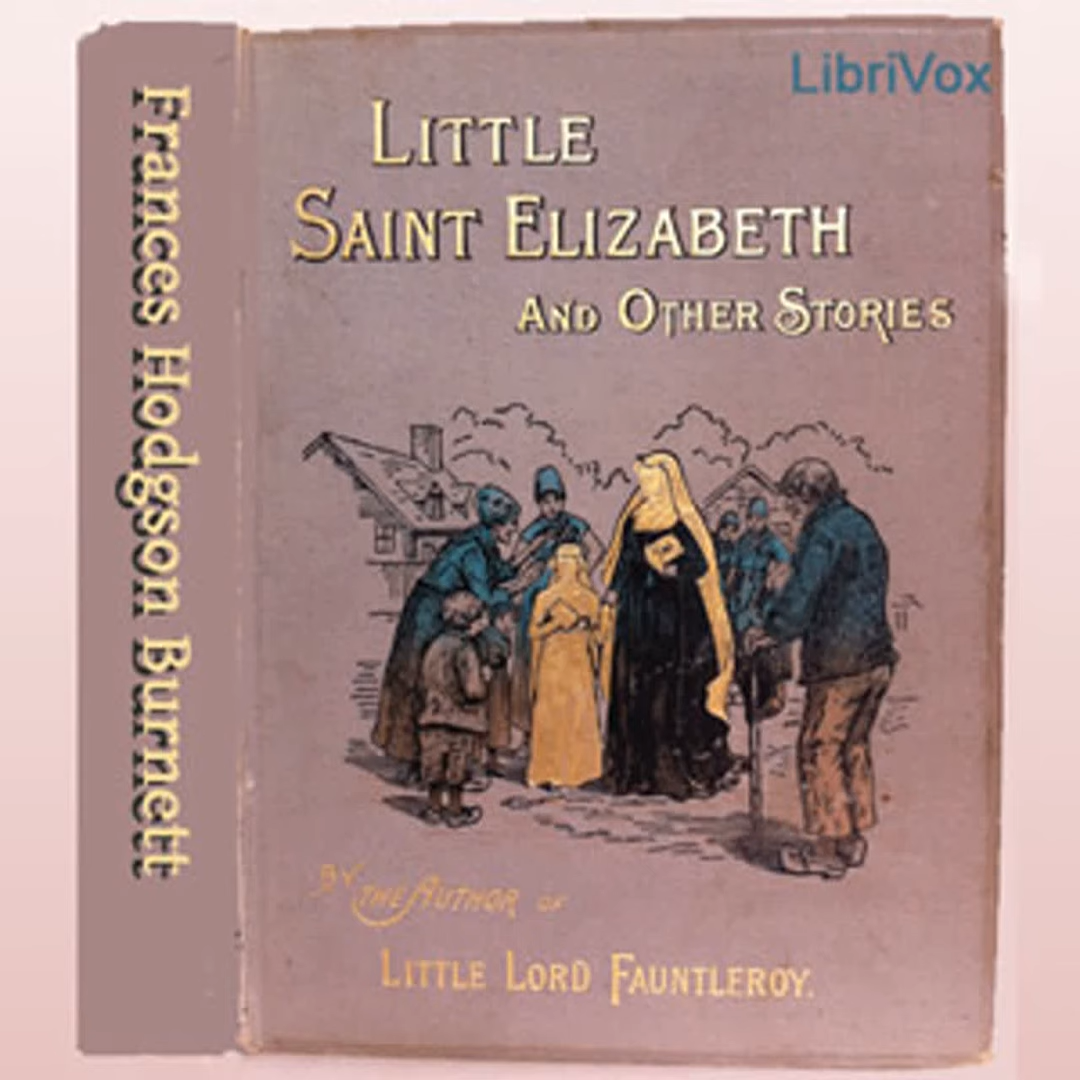 Frances Hodgson Burnett
LibriVox
LITTLE
SAINT ELIZABETH
AND OTHER STORIES
BY THE AUTHOR OF
LITTLE LORD FAUNTLEROY.